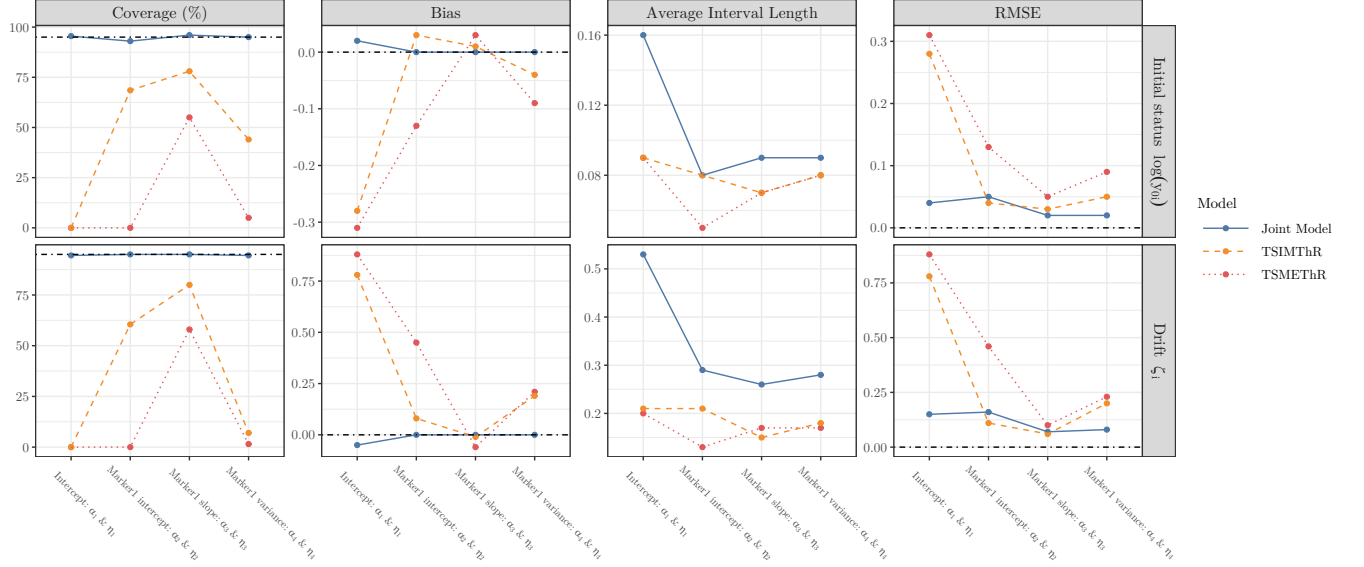 Coverage (%)
Bias
Average Interval Length
RMSE
100
75
50
25
0
0.0
-0.1
-0.2
-0.3
0.16
0.12
0.08
0.3
0.2
0.1
0.0
Initial status log(y₀ᵢ)
75
50
25
0
0.75
0.50
0.25
0.00
0.5
0.4
0.3
0.2
0.75
0.50
0.25
0.00
Drift ζᵢ
Intercept: α₁ & η₁
Marker1 intercept: α₂ & η₂
Marker1 slope: α₃ & η₃
Marker1 variance: α₄ & η₄
Intercept: α₁ & η₁
Marker1 intercept: α₂ & η₂
Marker1 slope: α₃ & η₃
Marker1 variance: α₄ & η₄
Intercept: α₁ & η₁
Marker1 intercept: α₂ & η₂
Marker1 slope: α₃ & η₃
Marker1 variance: α₄ & η₄
Intercept: α₁ & η₁
Marker1 intercept: α₂ & η₂
Marker1 slope: α₃ & η₃
Marker1 variance: α₄ & η₄
Model
Joint Model
TSIMThR
TSMEThR